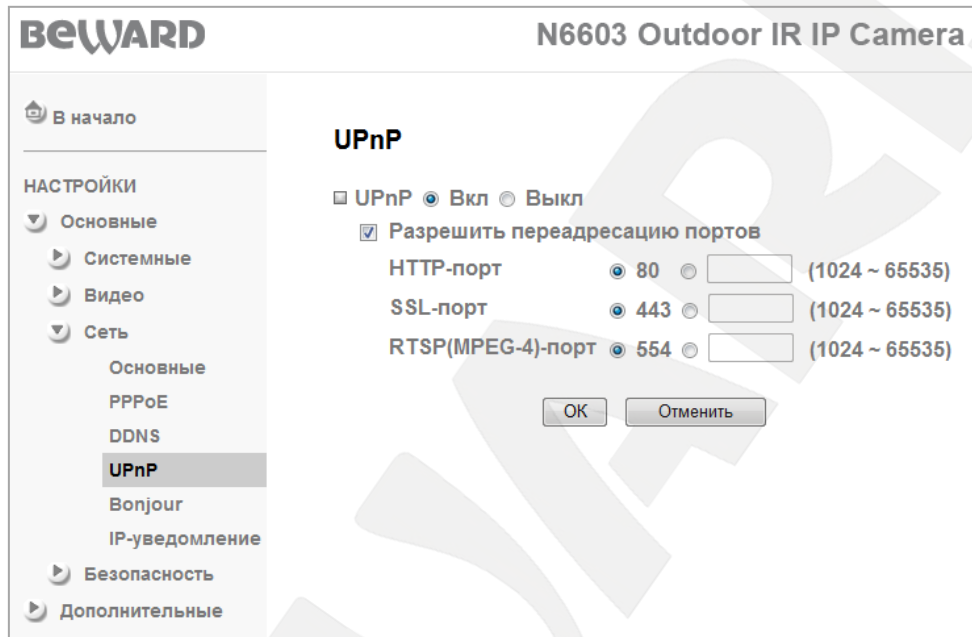 BEWARD
N6603 Outdoor IR IP Camera
В начало
НАСТРОЙКИ
Основные
Системные
Видео
Сеть
Основные
PPPoE
DDNS
UPnP
Bonjour
IP-уведомление
Безопасность
Дополнительные
UPnP
UPnP Вкл Выкл
Разрешить переадресацию портов
HTTP-порт 80 (1024 ~ 65535)
SSL-порт 443 (1024 ~ 65535)
RTSP(MPEG-4)-порт 554 (1024 ~ 65535)
ОК Отменить